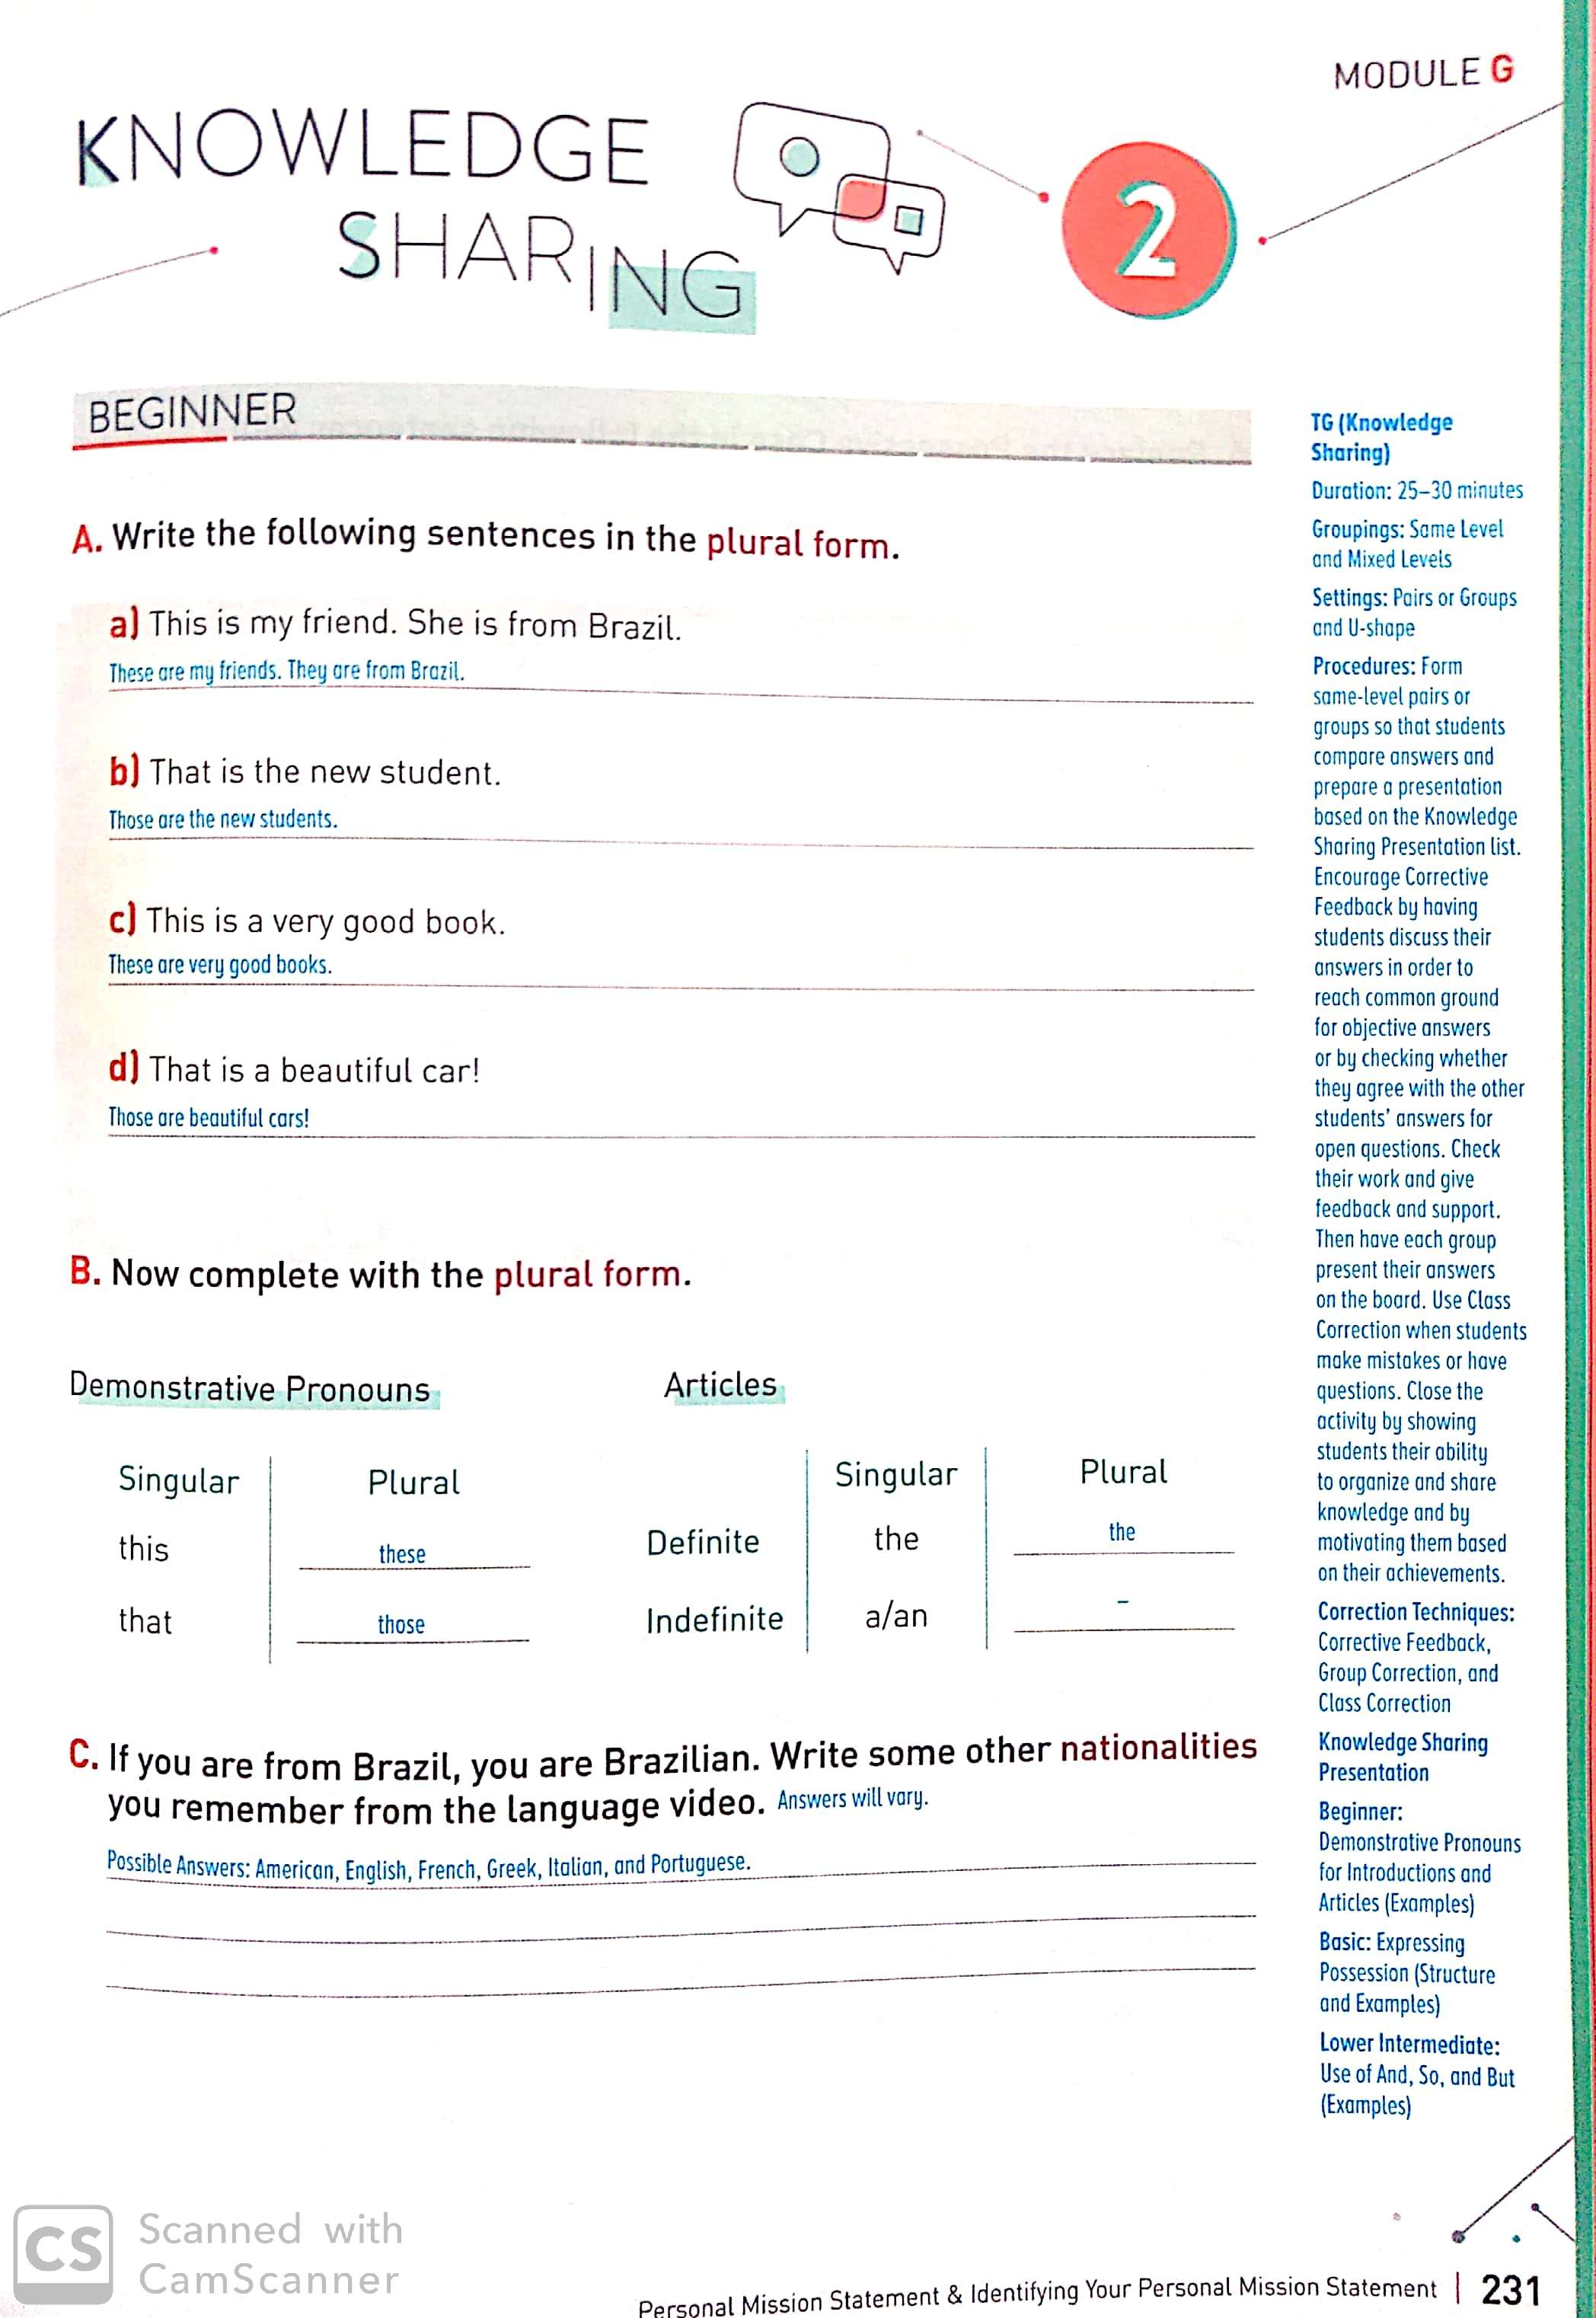 MODULE G
KNOWLEDGE
SHARING
2
BEGINNER
A. Write the following sentences in the plural form.
a) This is my friend. She is from Brazil.
These are my friends. They are from Brazil.
b) That is the new student.
Those are the new students.
c) This is a very good book.
These are very good books.
d) That is a beautiful car!
Those are beautiful cars!
B. Now complete with the plural form.
Demonstrative Pronouns
Singular Plural
this these
that those
Articles
Singular Plural
Definite the the
Indefinite a/an -
C. If you are from Brazil, you are Brazilian. Write some other nationalities
you remember from the language video. Answers will vary.
Possible Answers: American, English, French, Greek, Italian, and Portuguese.
TG (Knowledge
Sharing)
Duration: 25–30 minutes
Groupings: Same Level
and Mixed Levels
Settings: Pairs or Groups
and U-shape
Procedures: Form
same-level pairs or
groups so that students
compare answers and
prepare a presentation
based on the Knowledge
Sharing Presentation list.
Encourage Corrective
Feedback by having
students discuss their
answers in order to
reach common ground
for objective answers
or by checking whether
they agree with the other
students’ answers for
open questions. Check
their work and give
feedback and support.
Then have each group
present their answers
on the board. Use Class
Correction when students
make mistakes or have
questions. Close the
activity by showing
students their ability
to organize and share
knowledge and by
motivating them based
on their achievements.
Correction Techniques:
Corrective Feedback,
Group Correction, and
Class Correction
Knowledge Sharing
Presentation
Beginner:
Demonstrative Pronouns
for Introductions and
Articles (Examples)
Basic: Expressing
Possession (Structure
and Examples)
Lower Intermediate:
Use of And, So, and But
(Examples)
CS
Scanned with
CamScanner
Personal Mission Statement & Identifying Your Personal Mission Statement | 231